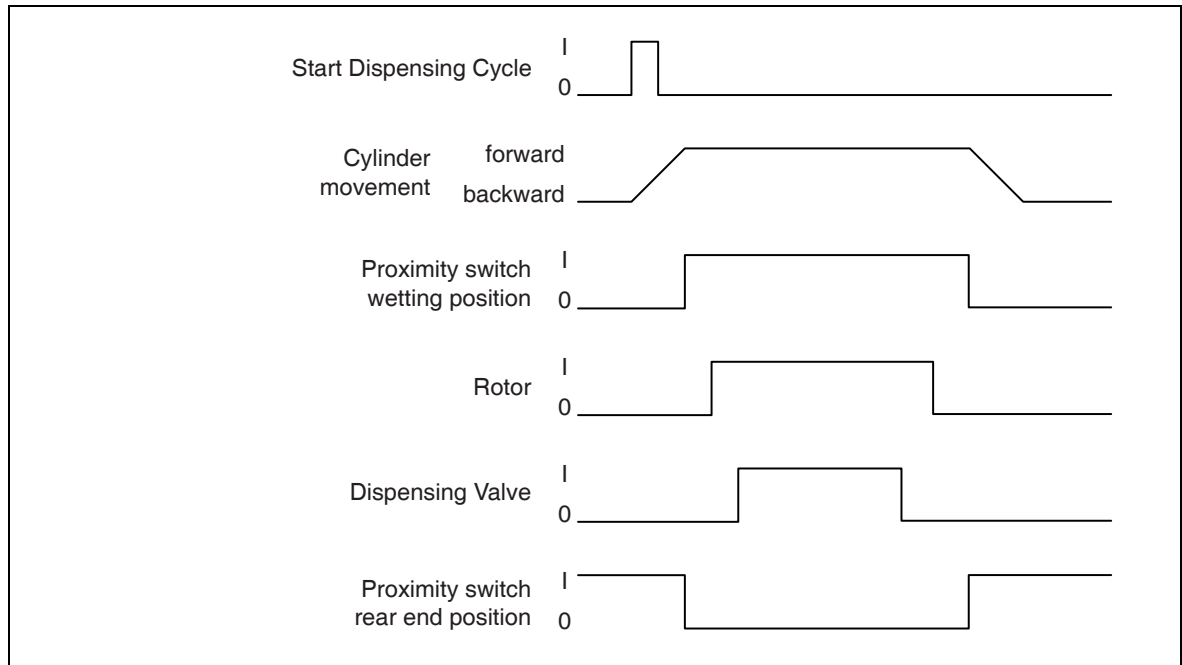 I
Start Dispensing Cycle
0
Cylinder movement
forward
backward
I
Proximity switch
wetting position
0
I
Rotor
0
I
Dispensing Valve
0
I
Proximity switch
rear end position
0